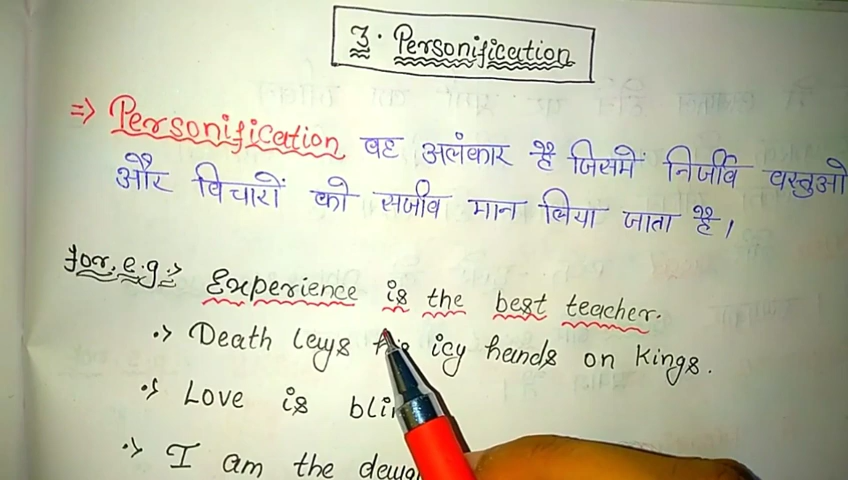 3. Personification
=> Personification वह अलंकार है जिसमें निर्जीव वस्तुओ
और विचारों को सजीव मान लिया जाता है।
for, e.g :> Experience is the best teacher.
.> Death lays icy hands on Kings.
.> Love is
.> I am the